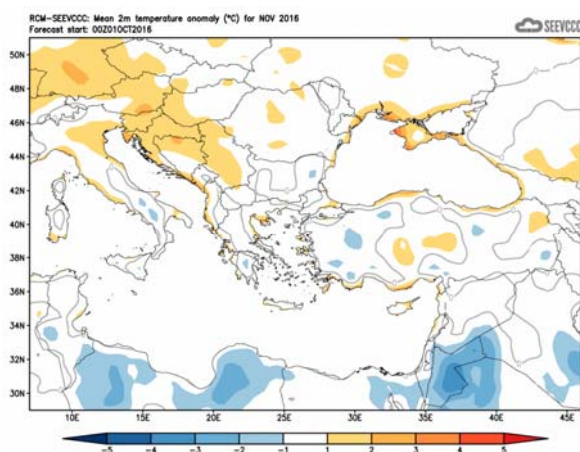 RCM-SEEVCCC: Mean 2m temperature anomaly (°C) for NOV 2016
Forecast start: 00Z01OCT2016
SEEVCCC
50N
48N
46N
44N
42N
40N
38N
36N
34N
32N
30N
10E 15E 20E 25E 30E 35E 40E 45E
-5 -4 -3 -2 -1 1 2 3 4 5